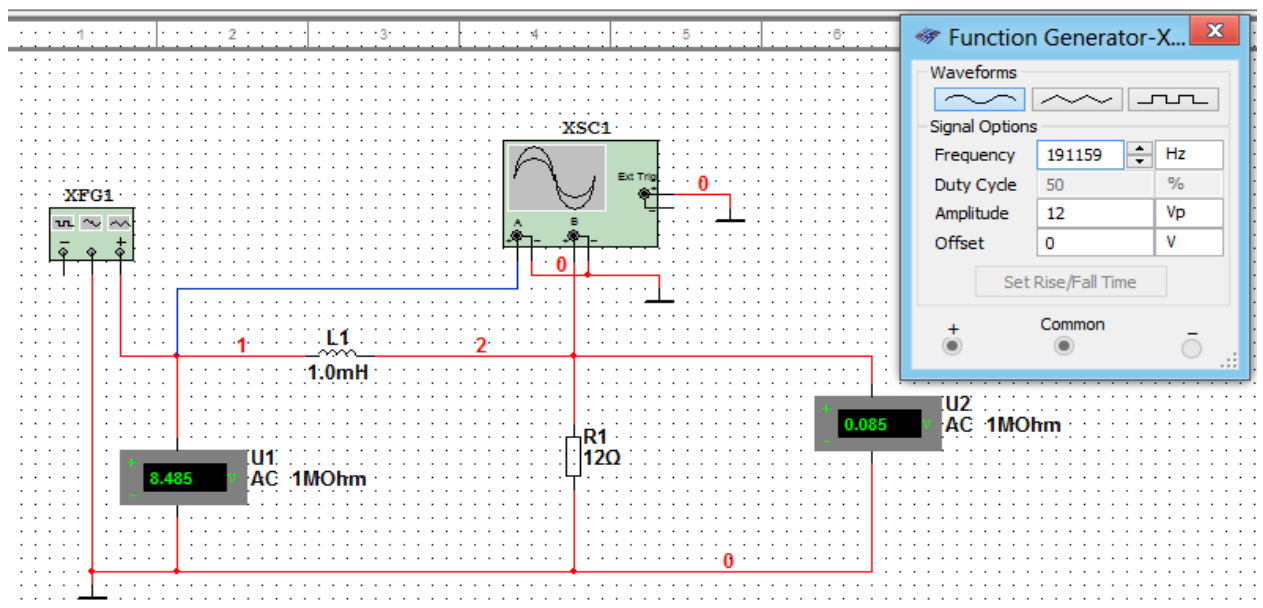 1 2 3 4 5 6
Function Generator-X...
Waveforms
Signal Options
Frequency 191159 Hz
Duty Cycle 50 %
Amplitude 12 Vp
Offset 0 V
Set Rise/Fall Time
+ Common −
XSC1
Ext Trig
+
−
0
A B
+ − + −
0
XFG1
− +
1 L1 2
1.0mH
U2
+ 0.085 V AC 1MOhm
−
R1
12Ω
U1
+ 8.485 V AC 1MOhm
−
0